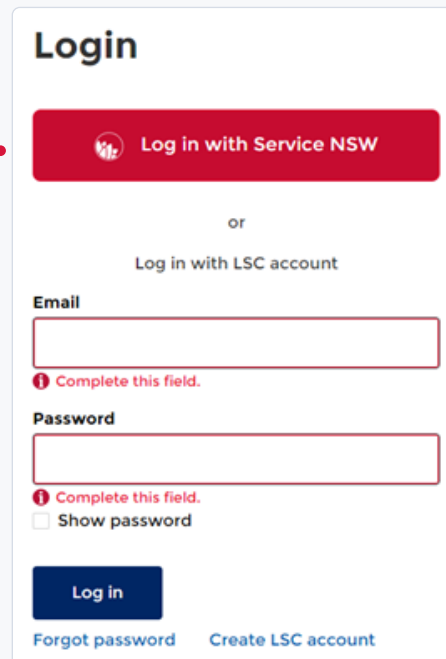 Login
Log in with Service NSW
or
Log in with LSC account
Email
Complete this field.
Password
Complete this field.
Show password
Log in
Forgot password Create LSC account